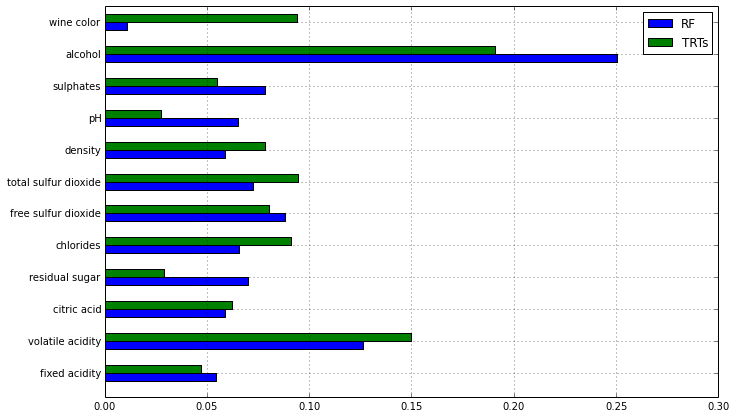 RF
TRTs
wine color
alcohol
sulphates
pH
density
total sulfur dioxide
free sulfur dioxide
chlorides
residual sugar
citric acid
volatile acidity
fixed acidity
0.00 0.05 0.10 0.15 0.20 0.25 0.30